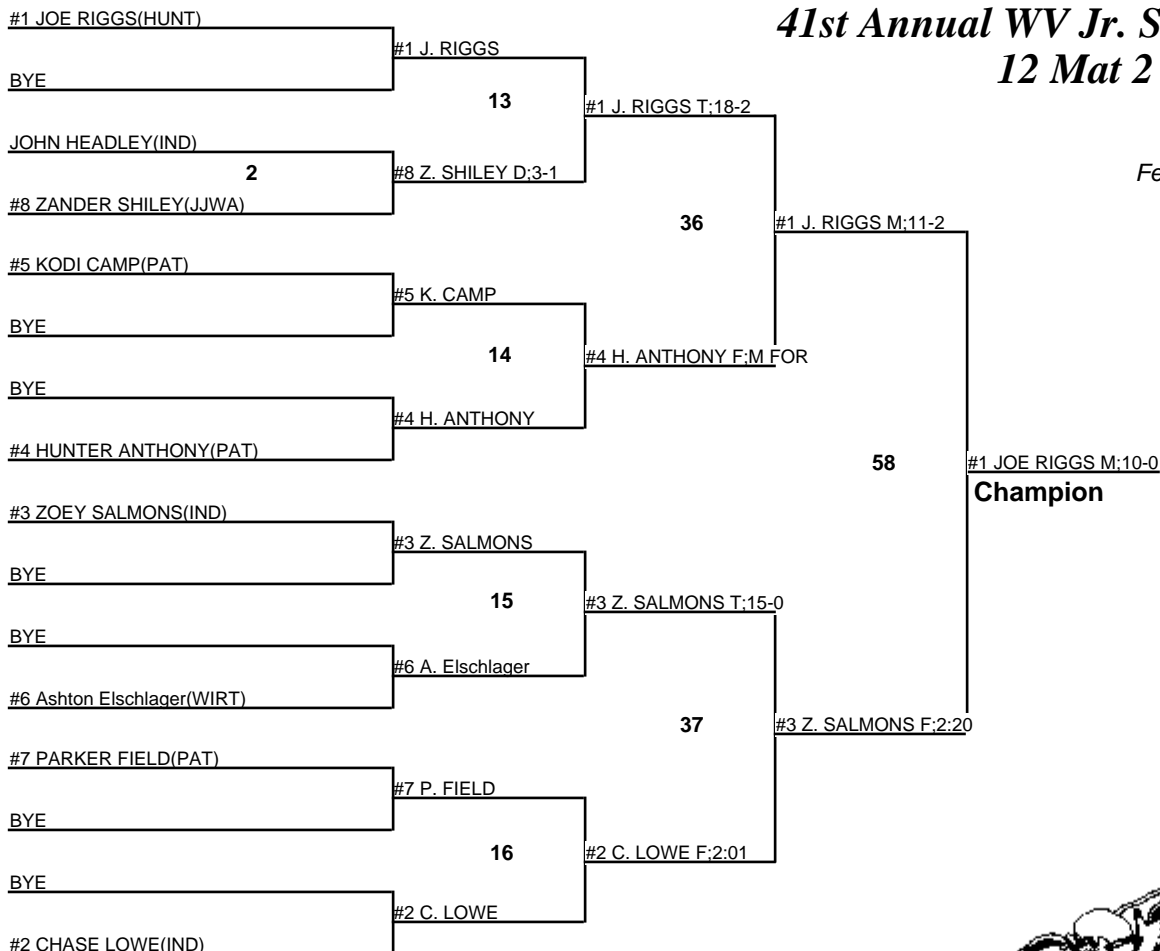 41st Annual WV Jr. S
12 Mat 2
Fe
#1 JOE RIGGS(HUNT)
BYE
#1 J. RIGGS
13
JOHN HEADLEY(IND)
2
#8 ZANDER SHILEY(JJWA)
#8 Z. SHILEY D;3-1
#1 J. RIGGS T;18-2
36
#5 KODI CAMP(PAT)
BYE
#5 K. CAMP
14
BYE
#4 HUNTER ANTHONY(PAT)
#4 H. ANTHONY
#4 H. ANTHONY F;M FOR
#1 J. RIGGS M;11-2
58
#1 JOE RIGGS M;10-0
Champion
#3 ZOEY SALMONS(IND)
BYE
#3 Z. SALMONS
15
BYE
#6 Ashton Elschlager(WIRT)
#6 A. Elschlager
#3 Z. SALMONS T;15-0
37
#3 Z. SALMONS F;2:20
#7 PARKER FIELD(PAT)
BYE
#7 P. FIELD
16
BYE
#2 CHASE LOWE(IND)
#2 C. LOWE
#2 C. LOWE F;2:01